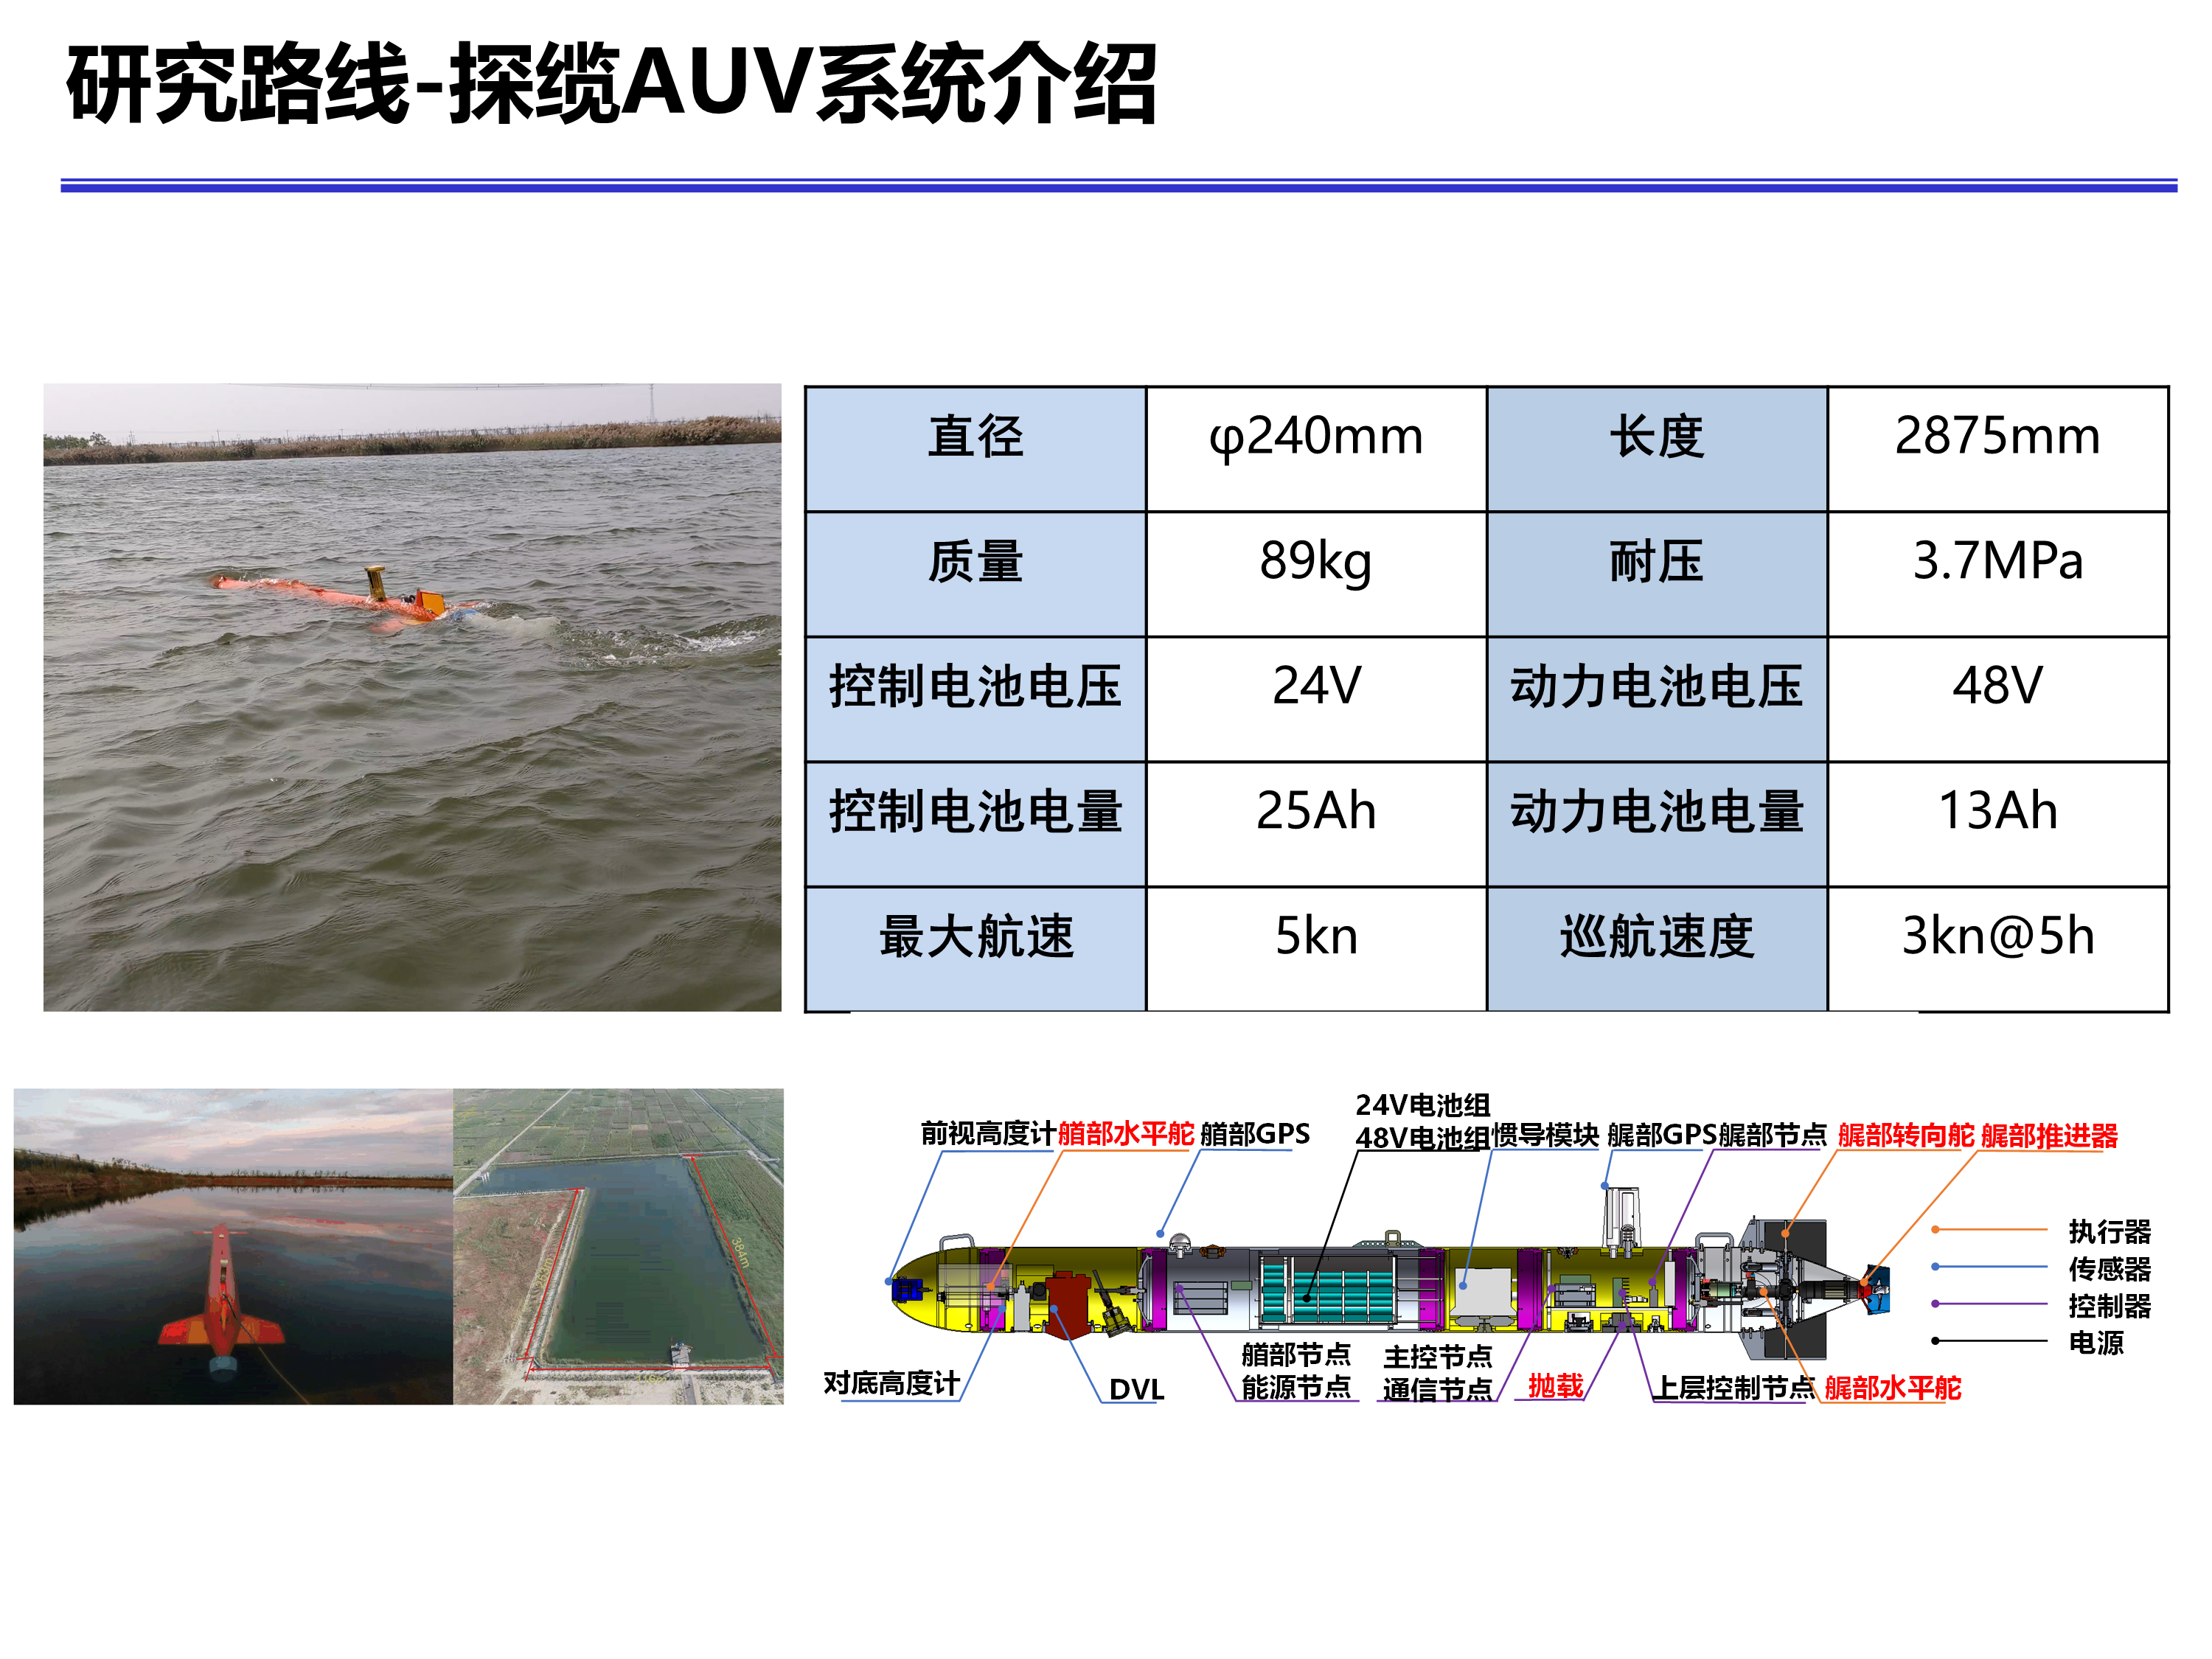 研究路线-探缆AUV系统介绍
直径 φ240mm 长度 2875mm
质量 89kg 耐压 3.7MPa
控制电池电压 24V 动力电池电压 48V
控制电池电量 25Ah 动力电池电量 13Ah
最大航速 5kn 巡航速度 3kn@5h
384m
24V电池组
48V电池组
前视高度计
艏部水平舵
艏部GPS
惯导模块
艉部GPS
艉部节点
艉部转向舵
艉部推进器
执行器
传感器
控制器
电源
对底高度计
DVL
艏部节点
能源节点
主控节点
通信节点
抛载
上层控制节点
艉部水平舵